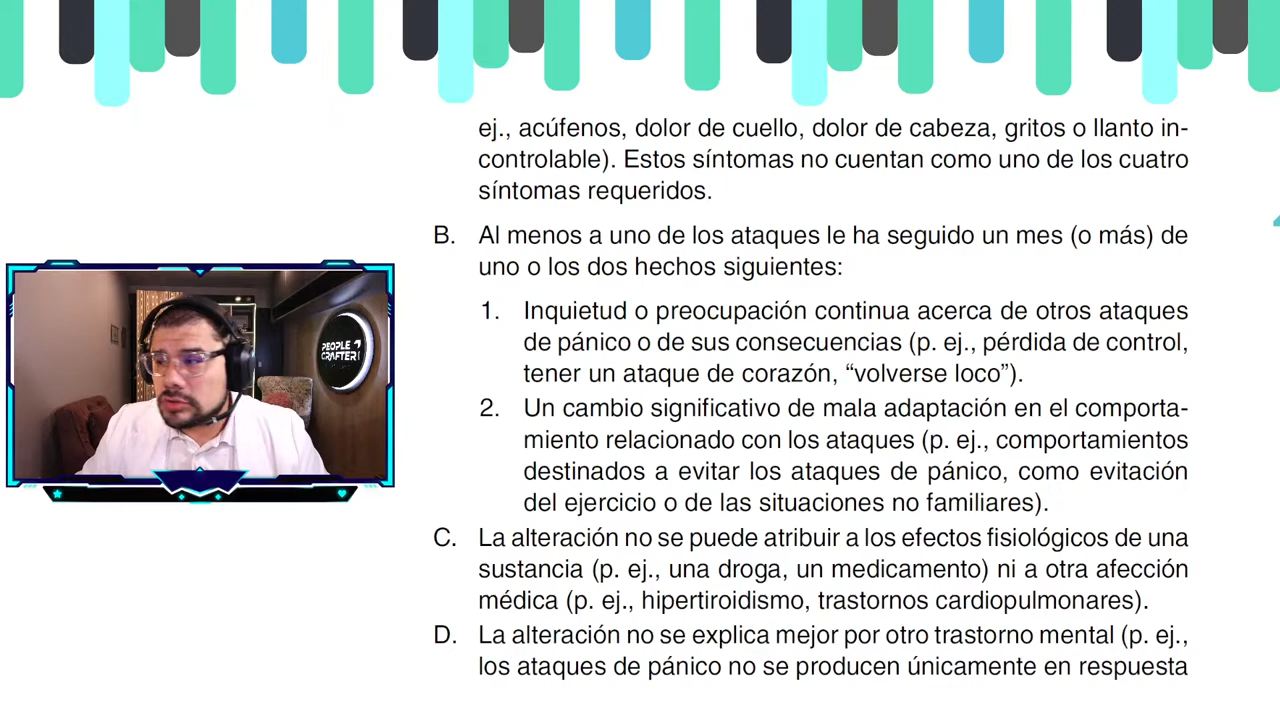 ej., acúfenos, dolor de cuello, dolor de cabeza, gritos o llanto in-
controlable). Estos síntomas no cuentan como uno de los cuatro
síntomas requeridos.
B. Al menos a uno de los ataques le ha seguido un mes (o más) de
uno o los dos hechos siguientes:
1. Inquietud o preocupación continua acerca de otros ataques
de pánico o de sus consecuencias (p. ej., pérdida de control,
tener un ataque de corazón, “volverse loco”).
2. Un cambio significativo de mala adaptación en el comporta-
miento relacionado con los ataques (p. ej., comportamientos
destinados a evitar los ataques de pánico, como evitación
del ejercicio o de las situaciones no familiares).
C. La alteración no se puede atribuir a los efectos fisiológicos de una
sustancia (p. ej., una droga, un medicamento) ni a otra afección
médica (p. ej., hipertiroidismo, trastornos cardiopulmonares).
D. La alteración no se explica mejor por otro trastorno mental (p. ej.,
los ataques de pánico no se producen únicamente en respuesta
PEOPLE
CRAFTER